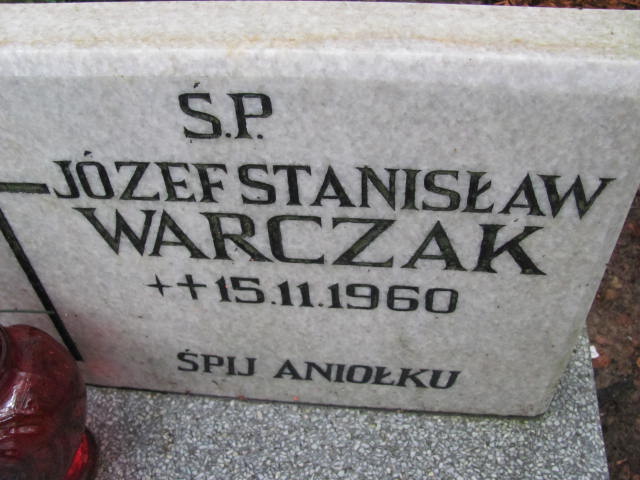 Ś.P.
JÓZEF STANISŁAW
WARCZAK
++15.11.1960
ŚPIJ ANIOŁKU